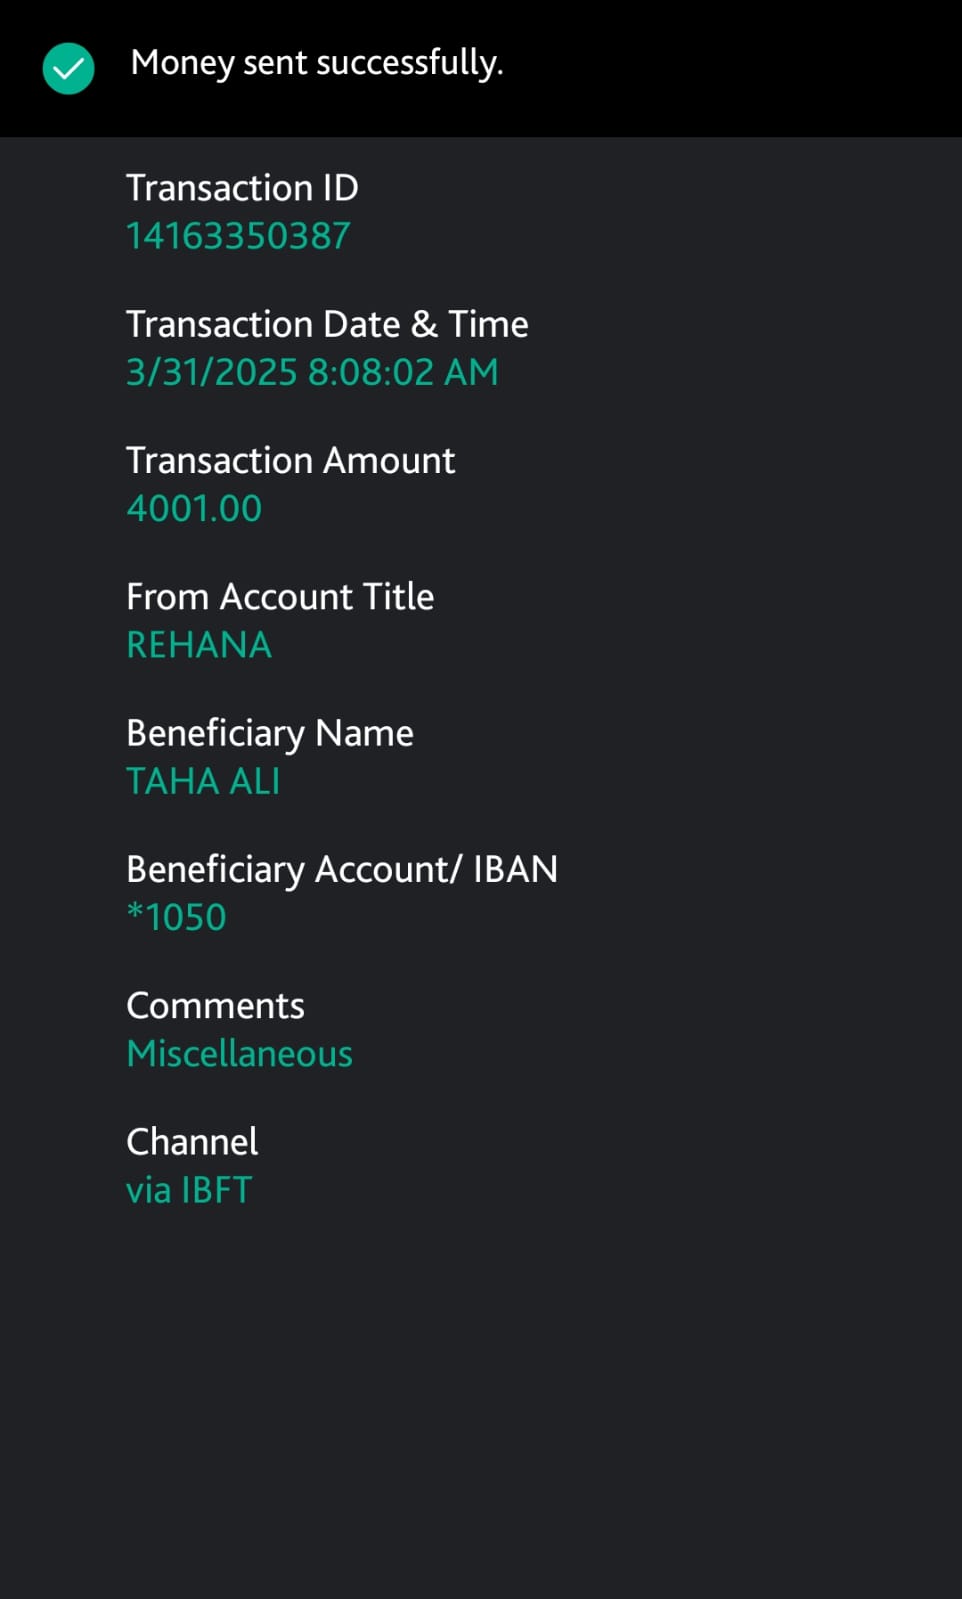 Money sent successfully.
Transaction ID
14163350387
Transaction Date & Time
3/31/2025 8:08:02 AM
Transaction Amount
4001.00
From Account Title
REHANA
Beneficiary Name
TAHA ALI
Beneficiary Account/ IBAN
*1050
Comments
Miscellaneous
Channel
via IBFT